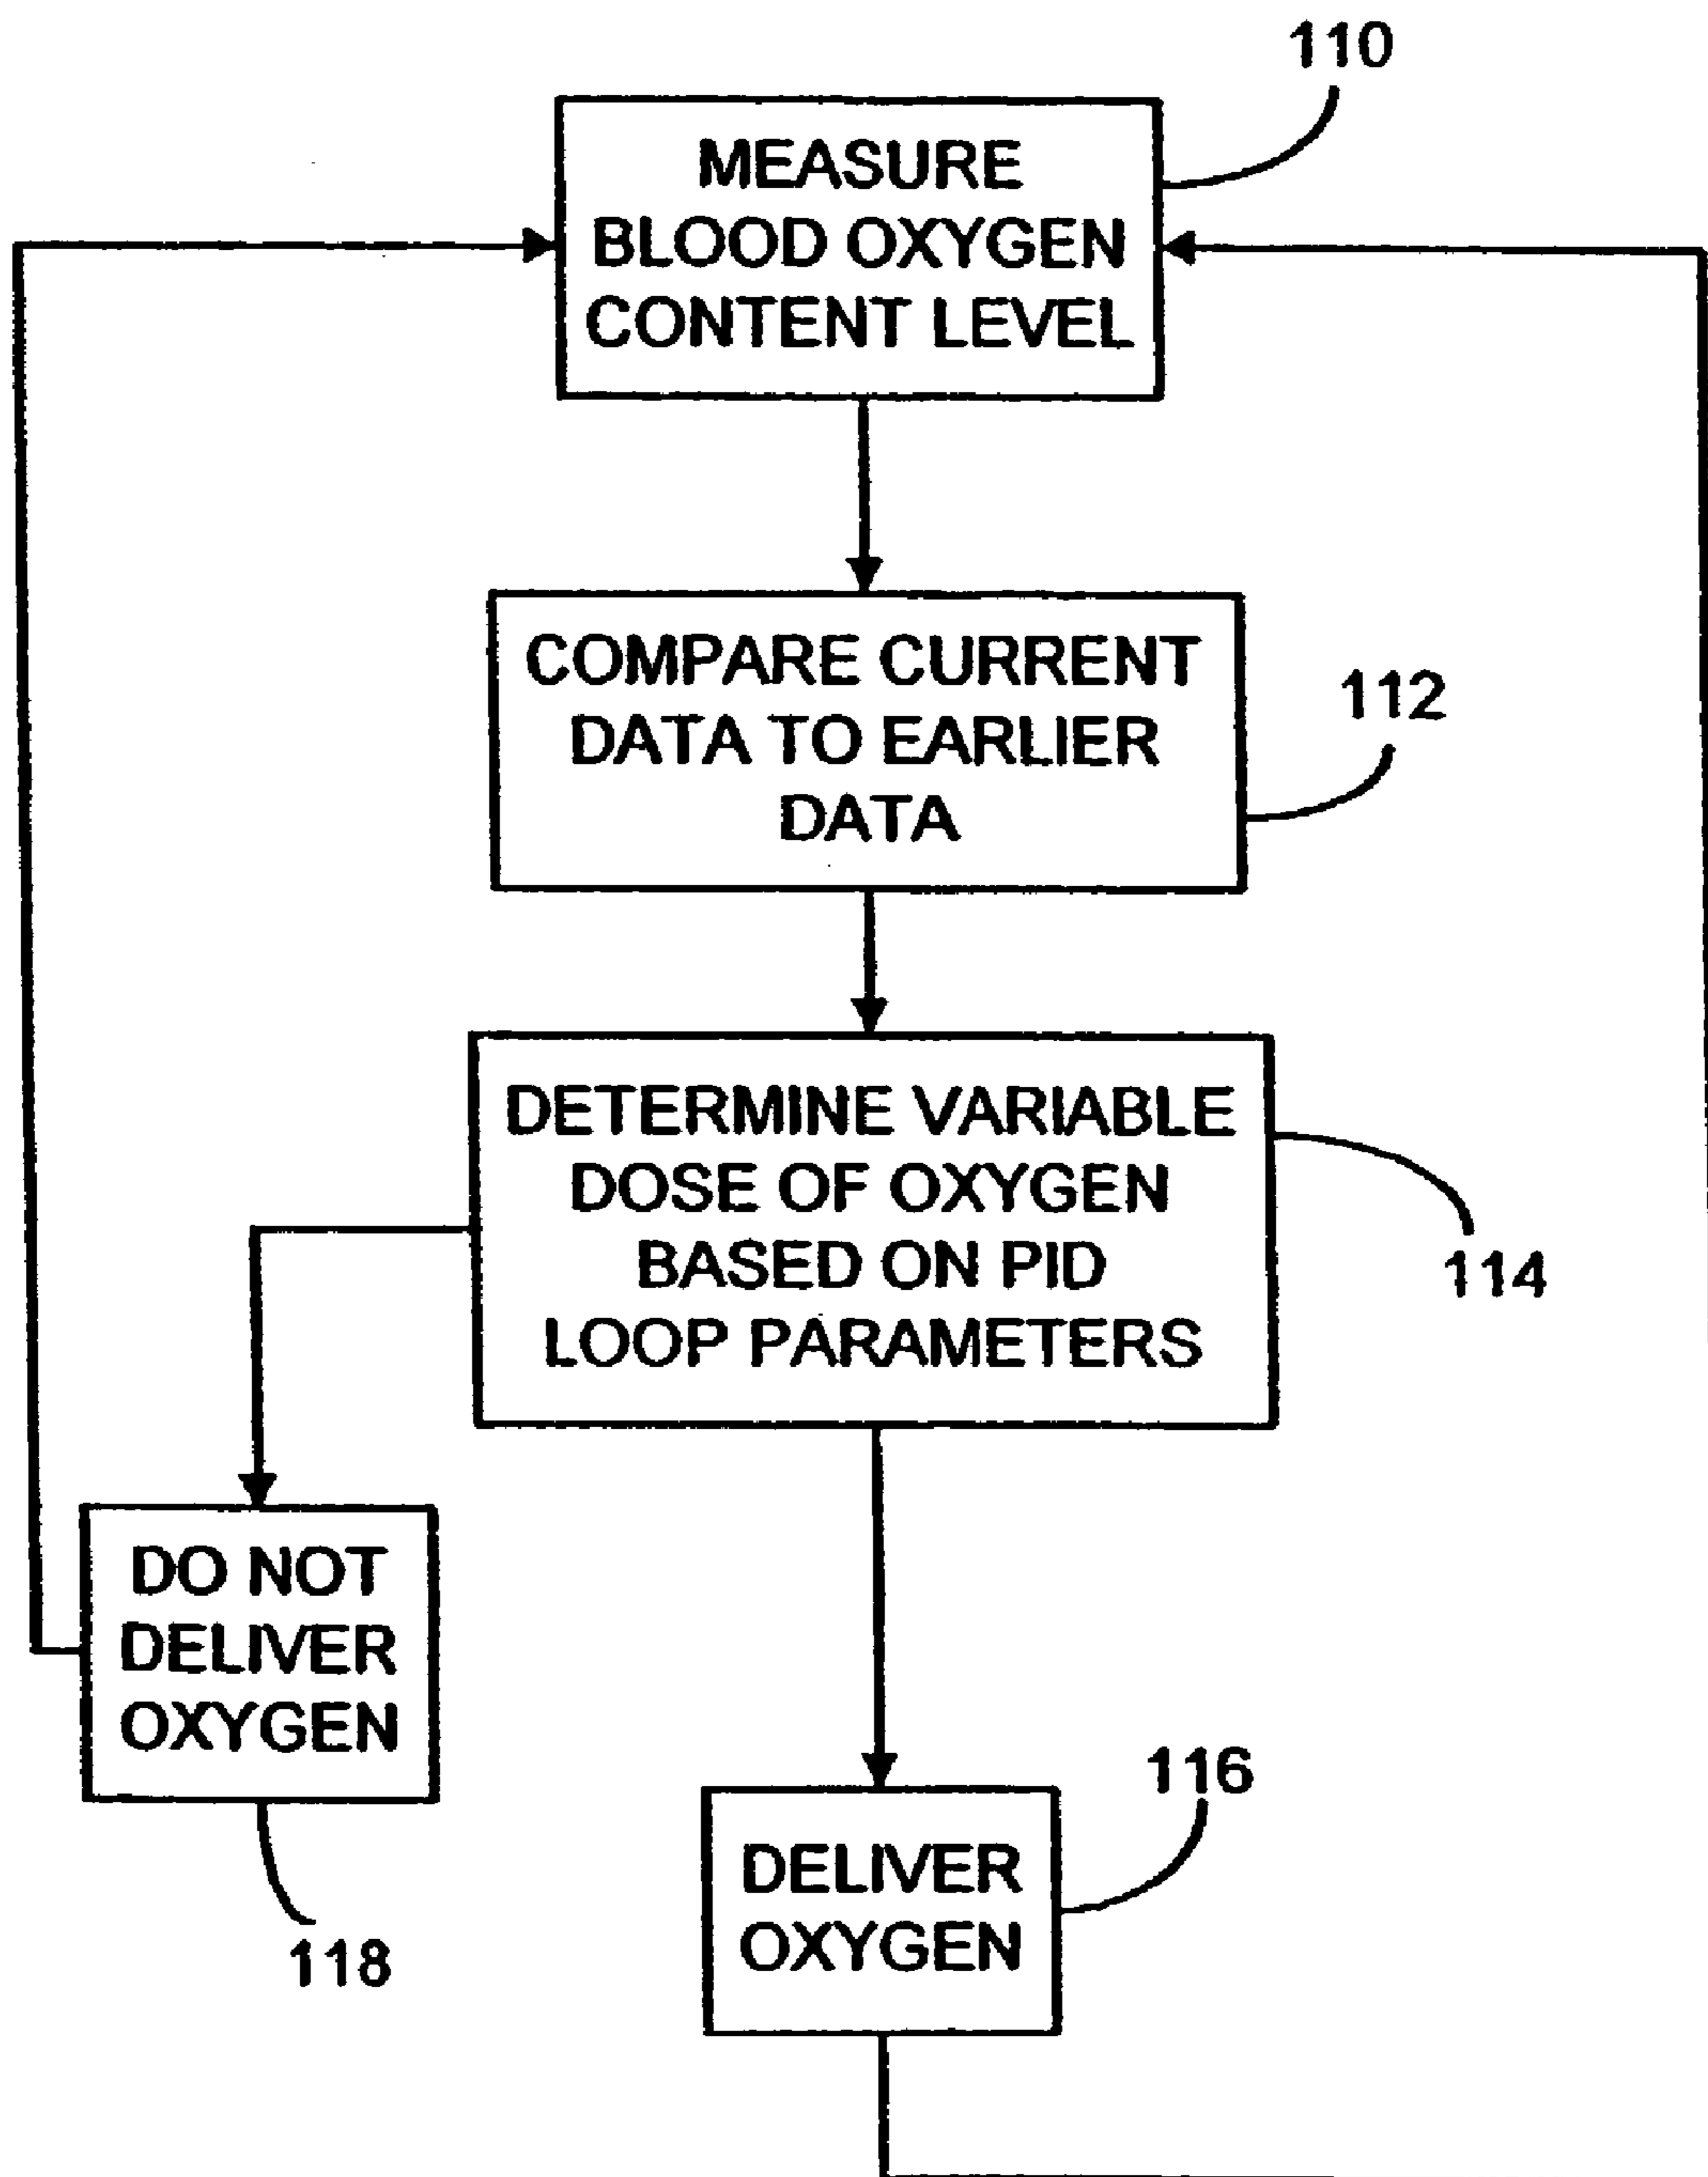 110
MEASURE
BLOOD OXYGEN
CONTENT LEVEL
COMPARE CURRENT
DATA TO EARLIER
DATA
112
DETERMINE VARIABLE
DOSE OF OXYGEN
BASED ON PID
LOOP PARAMETERS
114
DO NOT
DELIVER
OXYGEN
118
116
DELIVER
OXYGEN